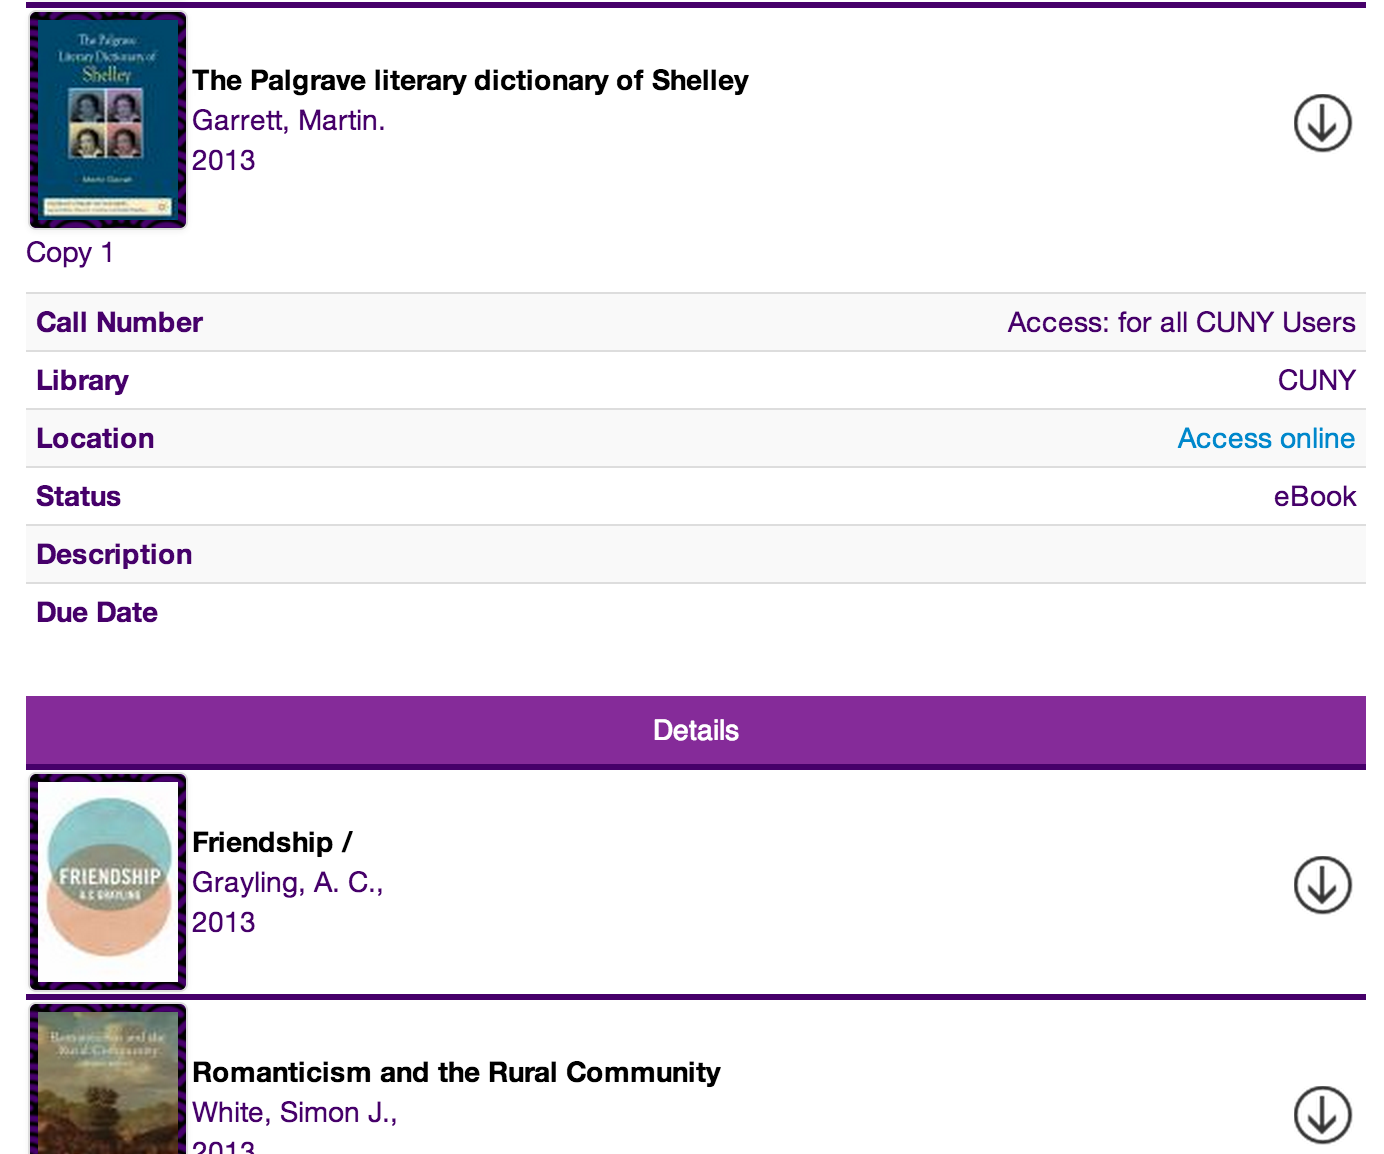 The Palgrave
Literary Dictionary of
Shelley
Martin Garrett
The Palgrave literary dictionary of Shelley
Garrett, Martin.
2013
Copy 1
Call Number Access: for all CUNY Users
Library CUNY
Location Access online
Status eBook
Description
Due Date
Details
FRIENDSHIP
A.C. GRAYLING
Friendship /
Grayling, A. C.,
2013
Romanticism and the
Rural Community
Romanticism and the Rural Community
White, Simon J.,
2013